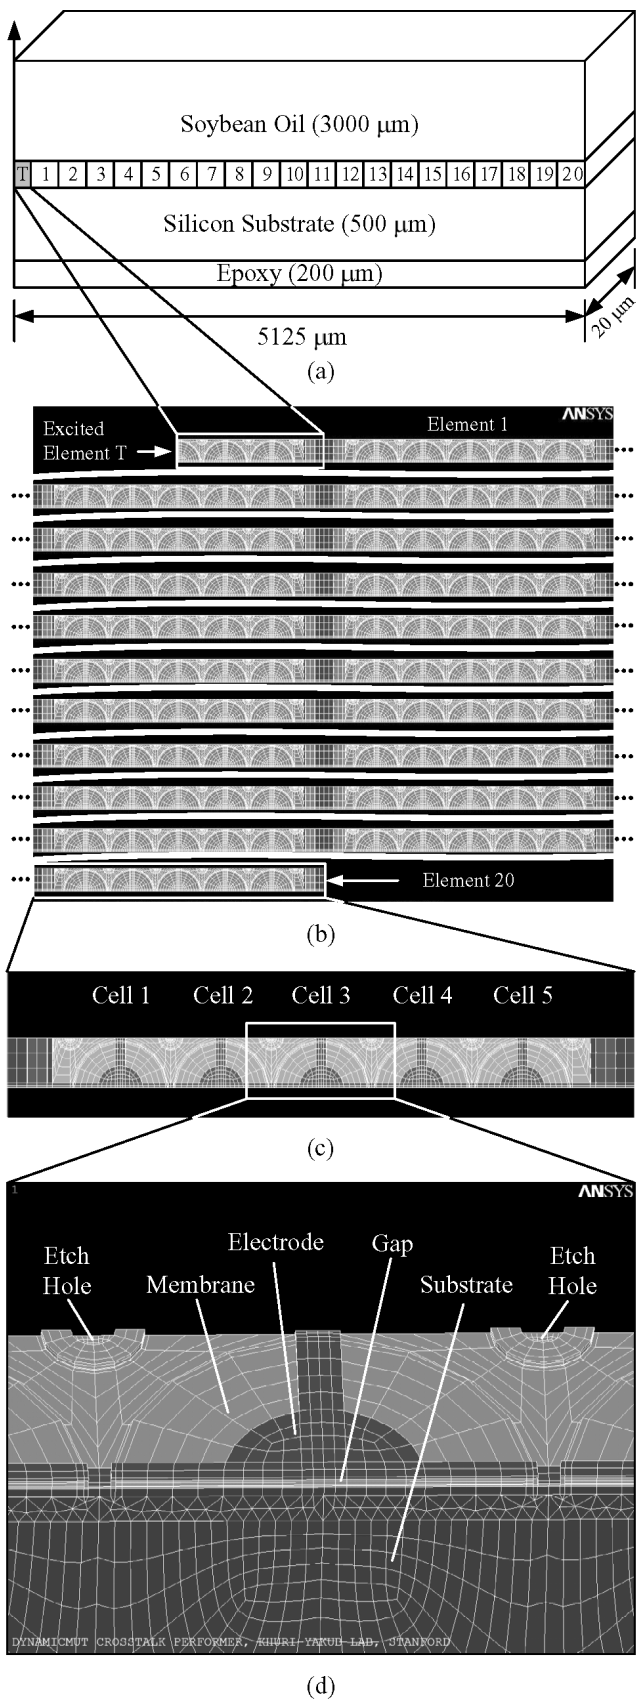 Soybean Oil (3000 μm)
T 1 2 3 4 5 6 7 8 9 10 11 12 13 14 15 16 17 18 19 20
Silicon Substrate (500 μm)
Epoxy (200 μm)
5125 μm
20 μm
(a)
ANSYS
Excited
Element T
Element 1
Element 20
(b)
Cell 1 Cell 2 Cell 3 Cell 4 Cell 5
(c)
1
ANSYS
Etch
Hole
Membrane
Electrode
Gap
Substrate
Etch
Hole
DYNAMICMUT CROSSTALK PERFORMER, KHURI-YAKUB LAB, STANFORD
(d)